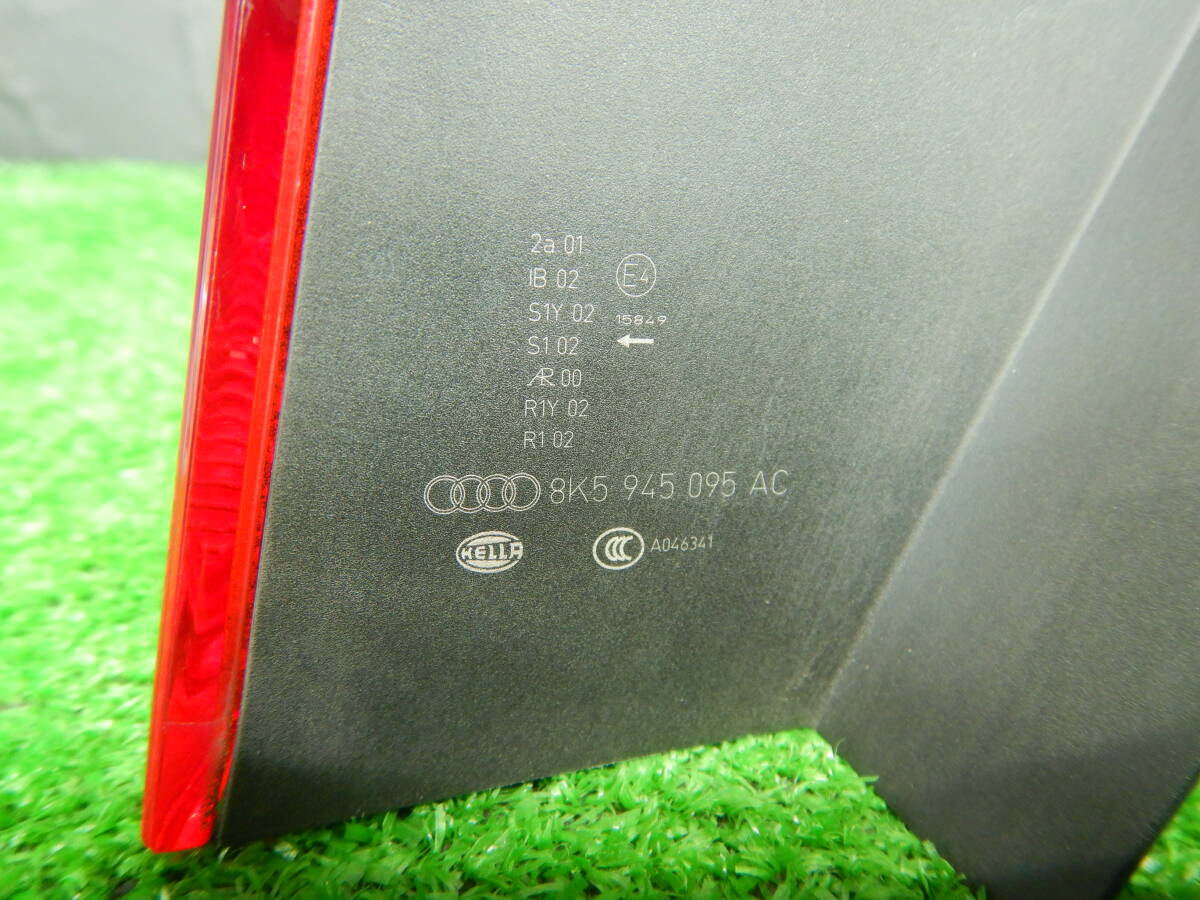 2a 01
IB 02
E4
S1Y 02
15849
S1 02
AR 00
R1Y 02
R1 02
8K5 945 095 AC
HELLA
CCC
A046341